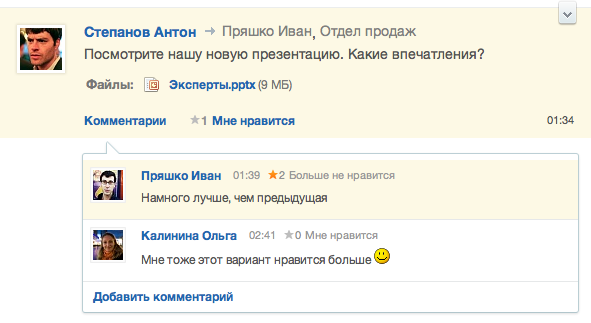 Степанов Антон → Пряшко Иван, Отдел продаж
Посмотрите нашу новую презентацию. Какие впечатления?
Файлы: Эксперты.pptx (9 МБ)
Комментарии ★1 Мне нравится 01:34
Пряшко Иван 01:39 ★2 Больше не нравится
Намного лучше, чем предыдущая
Калинина Ольга 02:41 ★0 Мне нравится
Мне тоже этот вариант нравится больше
Добавить комментарий